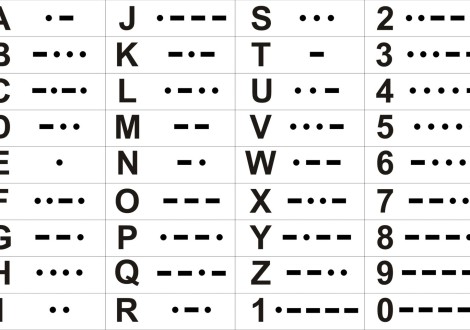 A •– J •––– S ••• 2 ••–––
B –••• K –•– T – 3 •••––
C –•–• L •–•• U ••– 4 ••••
D –•• M –– V •••– 5 ••••
E • N –• W •–– 6 –•••
F ••–• O ––– X –••– 7 ––••
G ––• P •––• Y –•–– 8 –––•
H •••• Q ––•– Z ––•• 9 ––––
I •• R •–• 1 •–––– 0 ––––